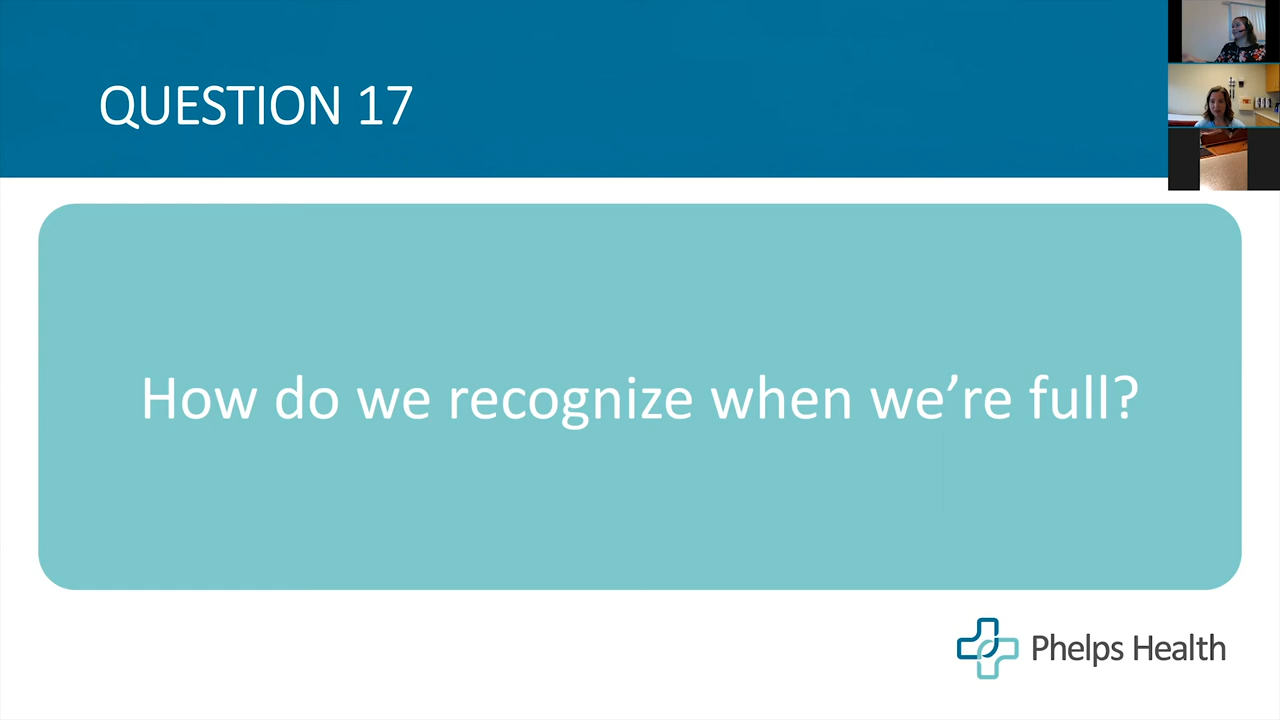 QUESTION 17
How do we recognize when we’re full?
Phelps Health